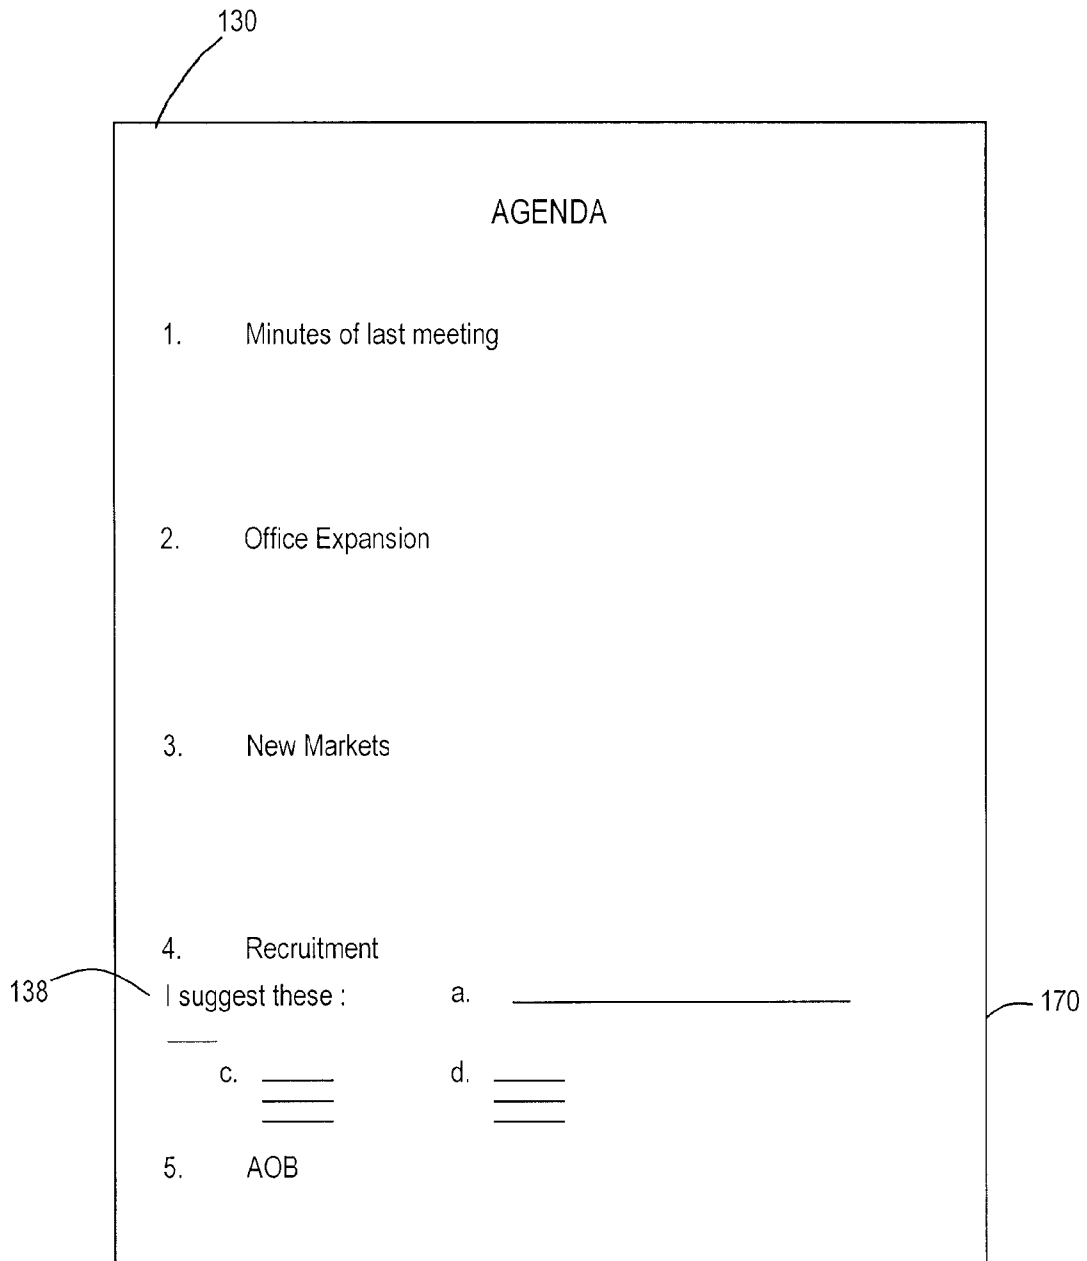 130
AGENDA
1. Minutes of last meeting
2. Office Expansion
3. New Markets
4. Recruitment
138 I suggest these : a. 170
c. d.
5. AOB